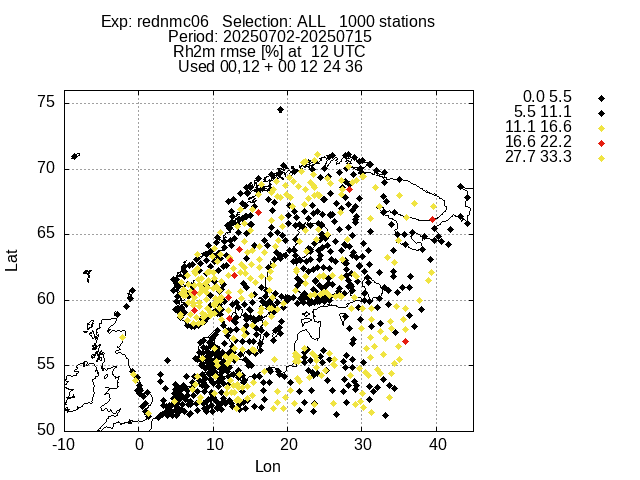 Exp: rednmc06   Selection: ALL   1000 stations
Period: 20250702-20250715
Rh2m rmse [%] at  12 UTC
Used 00,12 + 00 12 24 36
0.0 5.5
5.5 11.1
11.1 16.6
16.6 22.2
27.7 33.3
75
70
65
60
55
50
Lat
-10 0 10 20 30 40
Lon